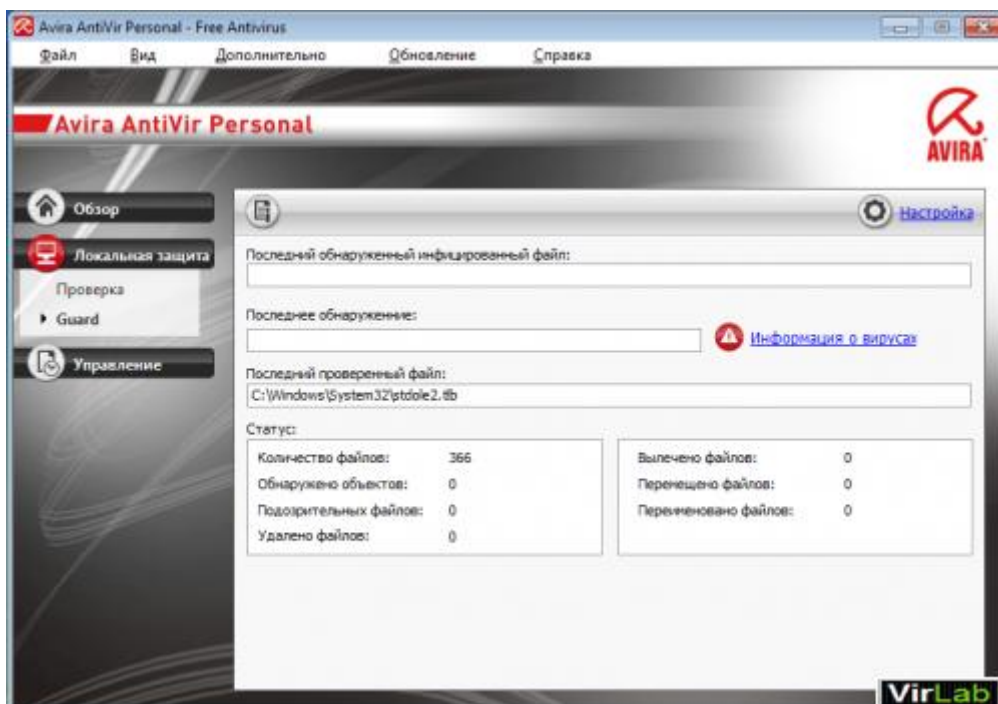 Avira AntiVir Personal - Free Antivirus
Файл Вид Дополнительно Обновление Справка
Avira AntiVir Personal
AVIRA
Обзор
Настройка
Локальная защита
Проверка
Guard
Управление
Последний обнаруженный инфицированный файл:
Последнее обнаружение:
Информация о вирусах
Последний проверенный файл:
C:\Windows\System32\stdole2.tlb
Статус:
Количество файлов: 366
Обнаружено объектов: 0
Подозрительных файлов: 0
Удалено файлов: 0
Вылечено файлов: 0
Перемещено файлов: 0
Переименовано файлов: 0
VirLab